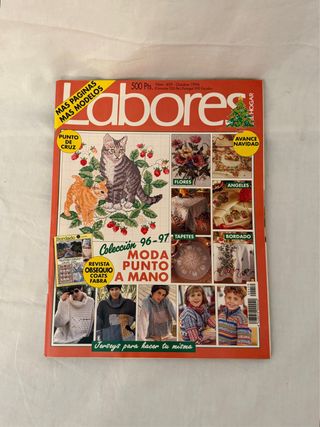 MAS PAGINAS
MAS MODELOS
500 Pts.
Labores
DEL HOGAR
PUNTO
DE
CRUZ
AVANCE
NAVIDAD
FLORES
ANGELES
Colección 96-97
MODA
PUNTO
A MANO
TAPETES
BORDADO
REVISTA
OBSEQUIO
COATS
FABRA
Jerseys para hacer tu misma